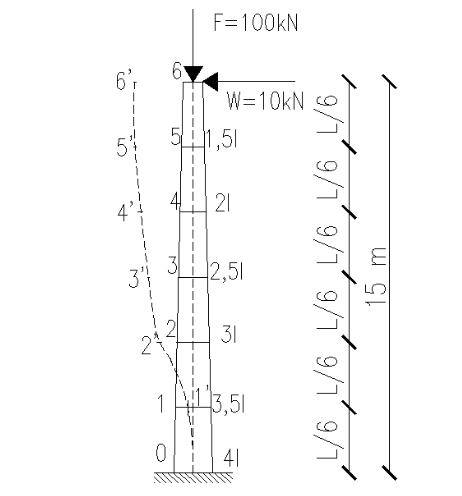 F=100kN
6
6'
W=10kN
L/6
5'
5
1,5I
L/6
4'
4
2I
L/6
3'
3
2,5I
15 m
L/6
2'
2
3I
L/6
1
1'
3,5I
L/6
0
4I